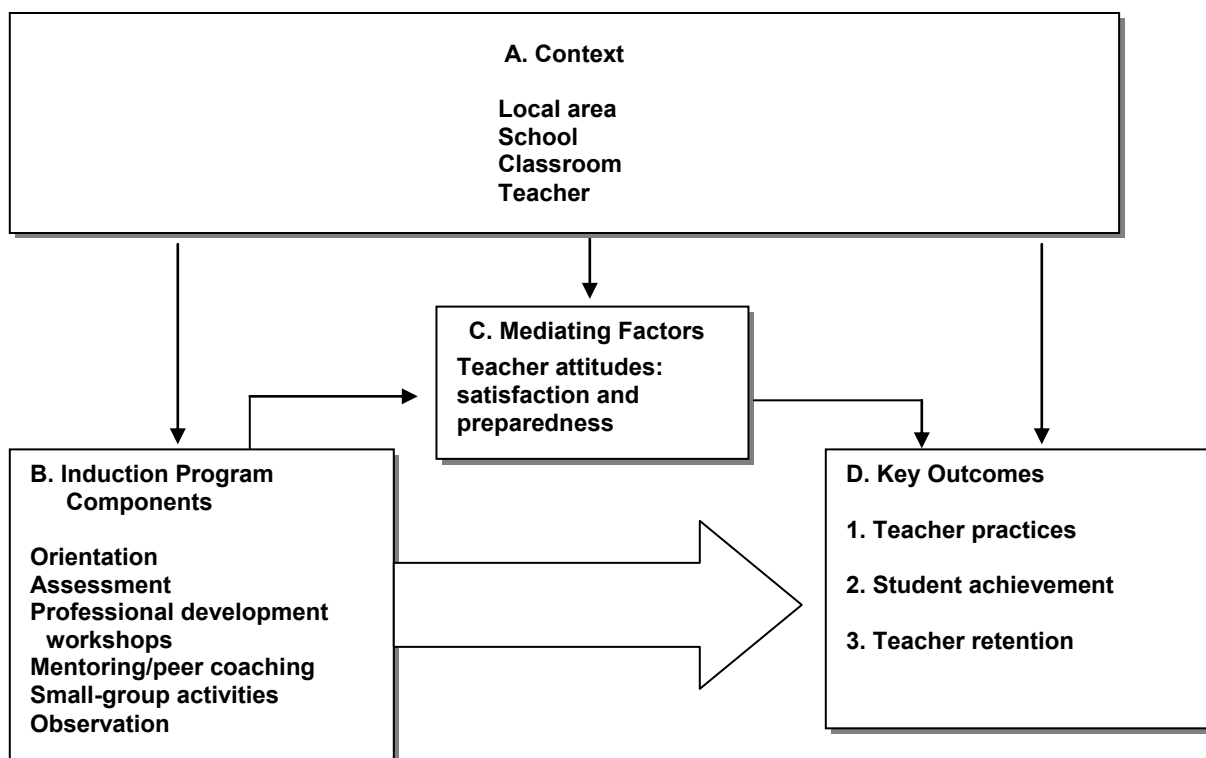 A. Context
Local area
School
Classroom
Teacher
C. Mediating Factors
Teacher attitudes:
satisfaction and
preparedness
B. Induction Program
Components
Orientation
Assessment
Professional development
workshops
Mentoring/peer coaching
Small-group activities
Observation
D. Key Outcomes
1. Teacher practices
2. Student achievement
3. Teacher retention